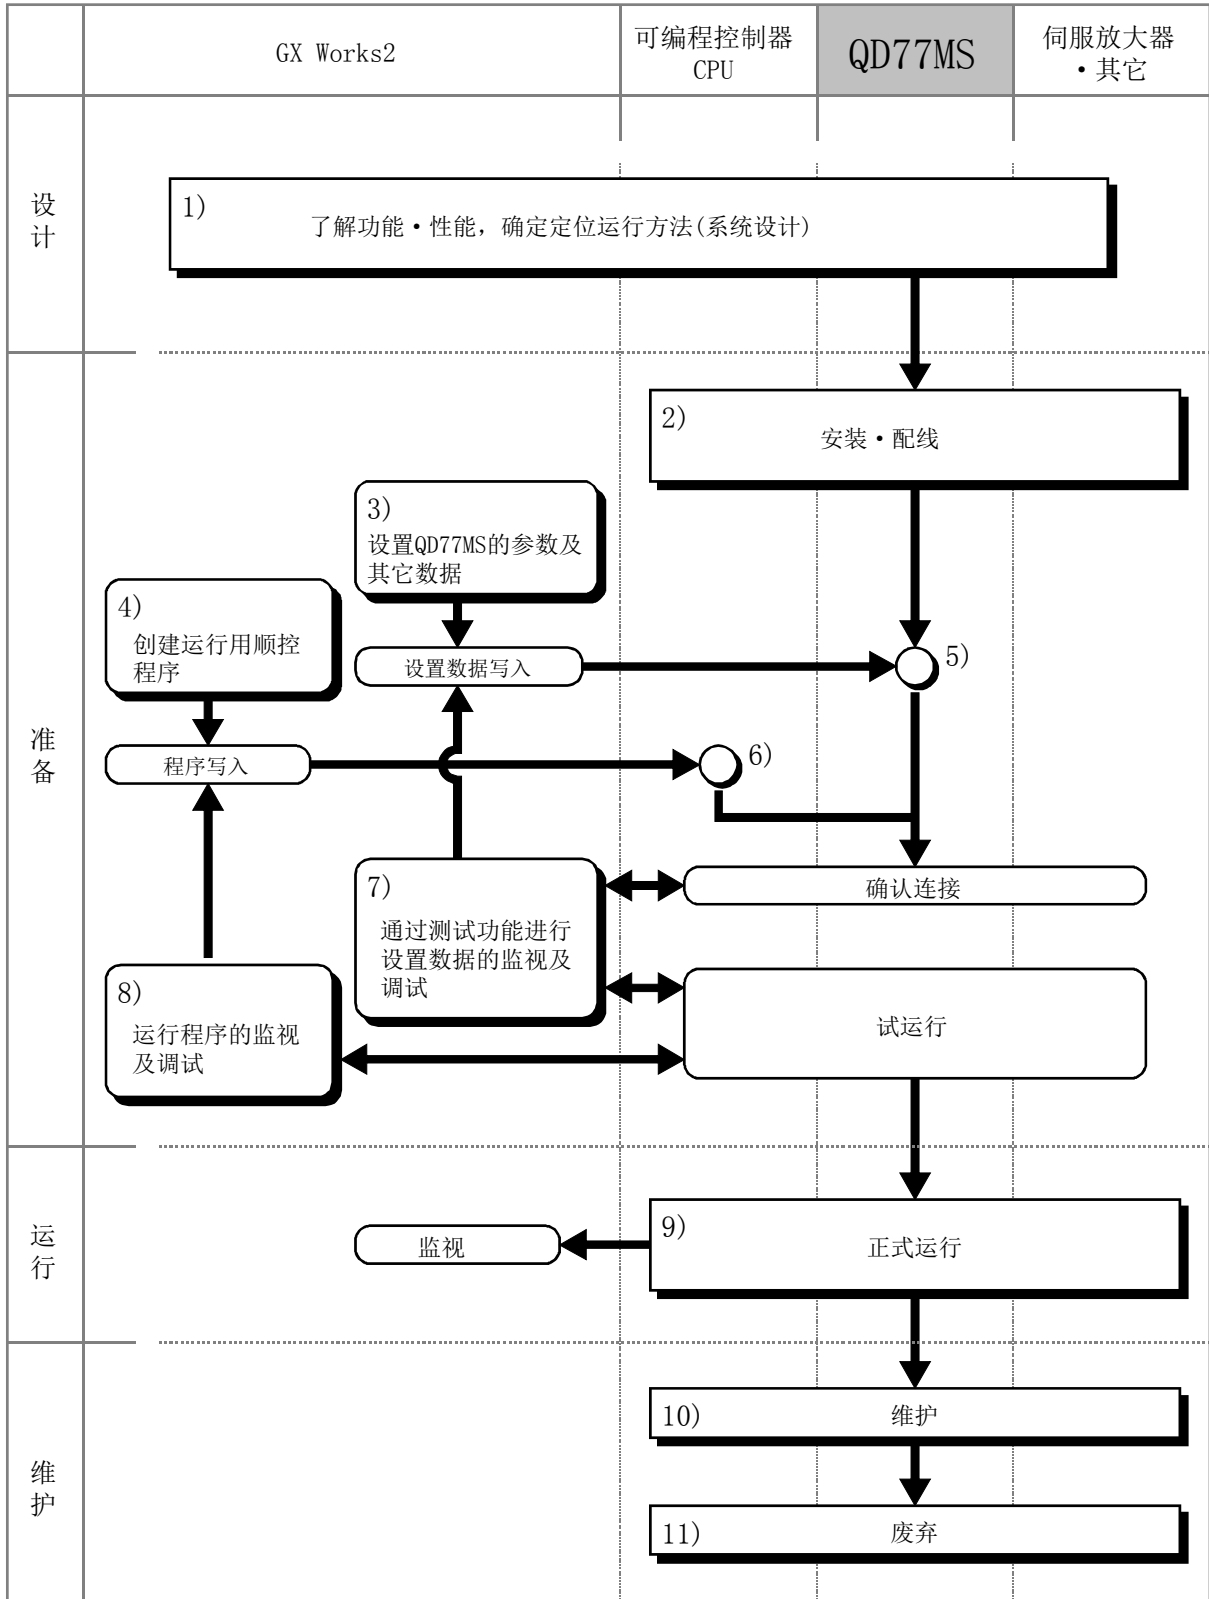 GX Works2
可编程控制器
CPU
QD77MS
伺服放大器
•其它
设
计
1)
了解功能•性能，确定定位运行方法(系统设计)
准
备
2)
安装•配线
3)
设置QD77MS的参数及
其它数据
4)
创建运行用顺控
程序
设置数据写入
5)
程序写入
6)
确认连接
7)
通过测试功能进行
设置数据的监视及
调试
8)
运行程序的监视
及调试
试运行
运
行
9)
正式运行
监视
维
护
10)
维护
11)
废弃